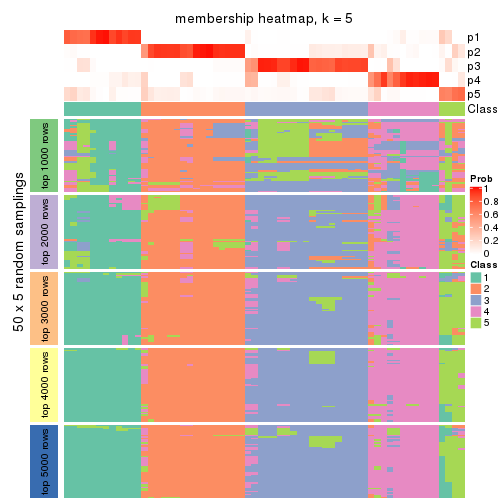 membership heatmap, k = 5
p1
p2
p3
p4
p5
Class
50 x 5 random samplings
top 1000 rows
top 2000 rows
top 3000 rows
top 4000 rows
top 5000 rows
Prob
1
0.8
0.6
0.4
0.2
0
Class
1
2
3
4
5